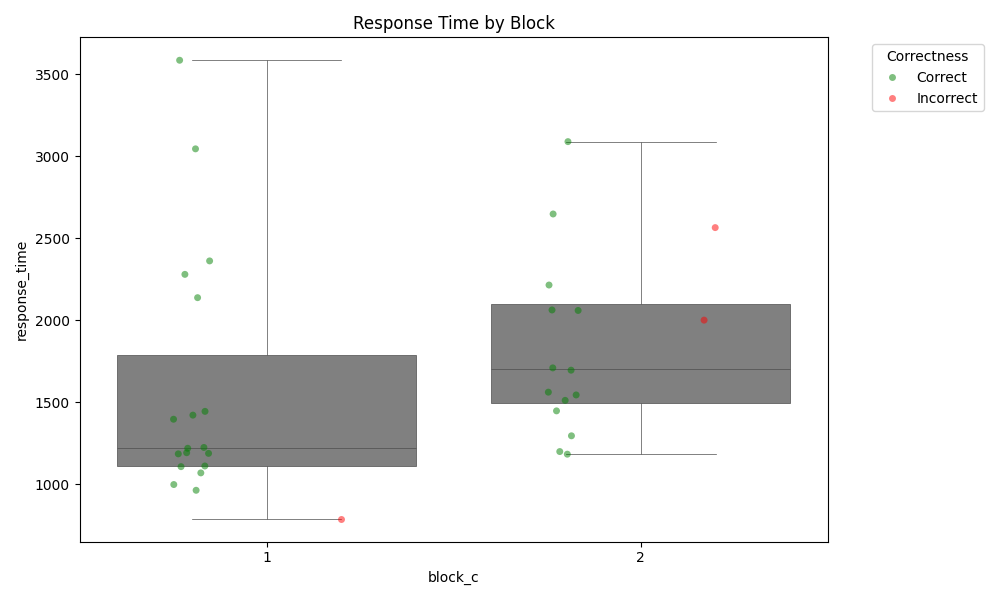 Response Time by Block
Correctness
Correct
Incorrect
response_time
3500
3000
2500
2000
1500
1000
1
2
block_c